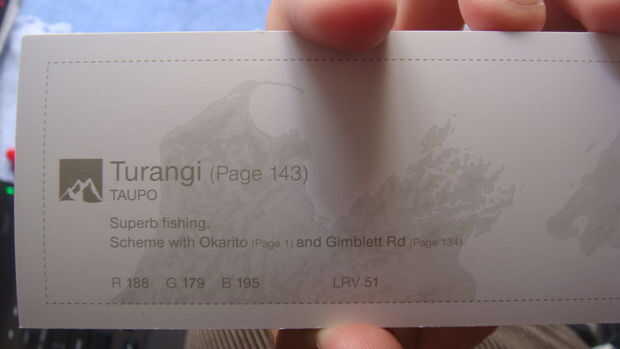 Turangi (Page 143)
TAUPO
Superb fishing.
Scheme with Okarito (Page 1) and Gimblett Rd (Page 134)
R 188 G 179 B 195 LRV 51